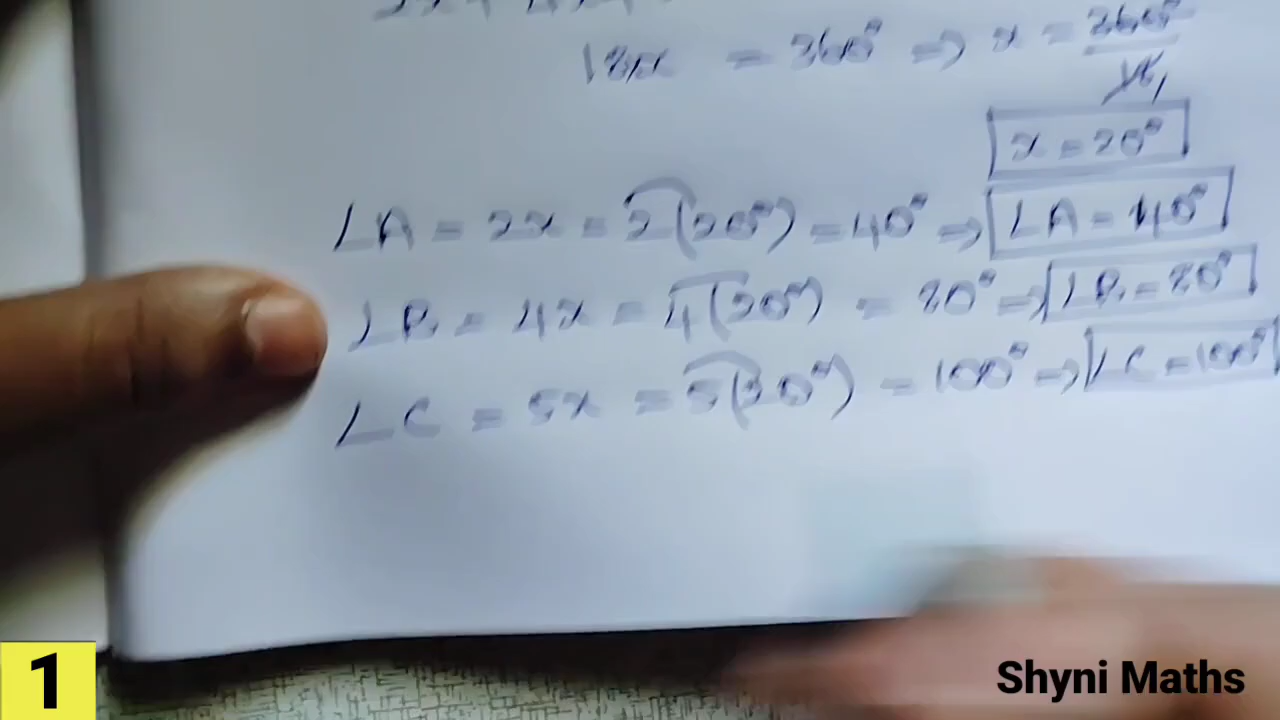 18x = 360° ⇒ x = 360°/18
x = 20°
∠A = 2x = 2(20°) = 40° ⇒ ∠A = 40°
∠B = 4x = 4(20°) = 80° ⇒ ∠B = 80°
∠C = 5x = 5(20°) = 100° ⇒ ∠C = 100°
1
Shyni Maths